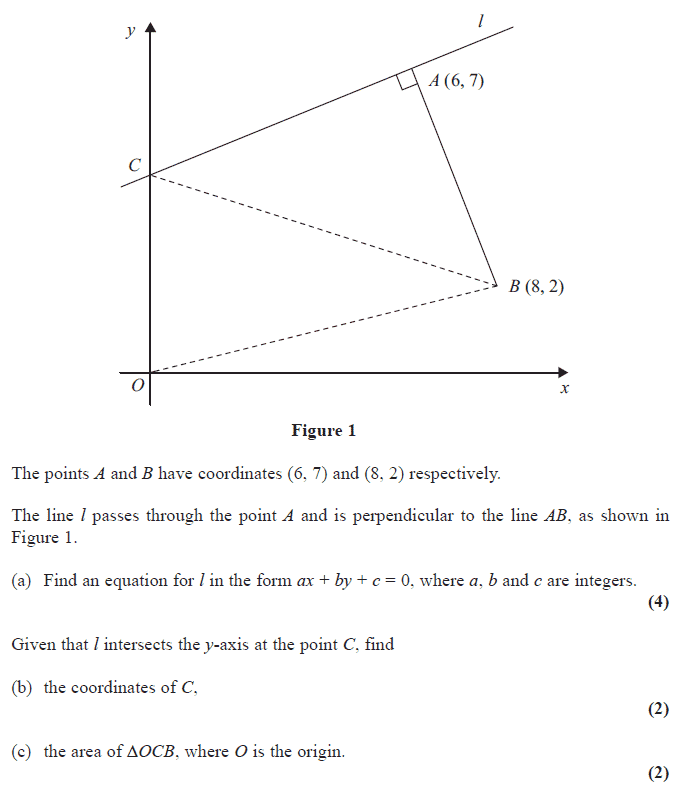 y
l
A (6, 7)
C
B (8, 2)
O
x
Figure 1
The points A and B have coordinates (6, 7) and (8, 2) respectively.
The line l passes through the point A and is perpendicular to the line AB, as shown in
Figure 1.
(a) Find an equation for l in the form ax + by + c = 0, where a, b and c are integers.
(4)
Given that l intersects the y-axis at the point C, find
(b) the coordinates of C,
(2)
(c) the area of ΔOCB, where O is the origin.
(2)